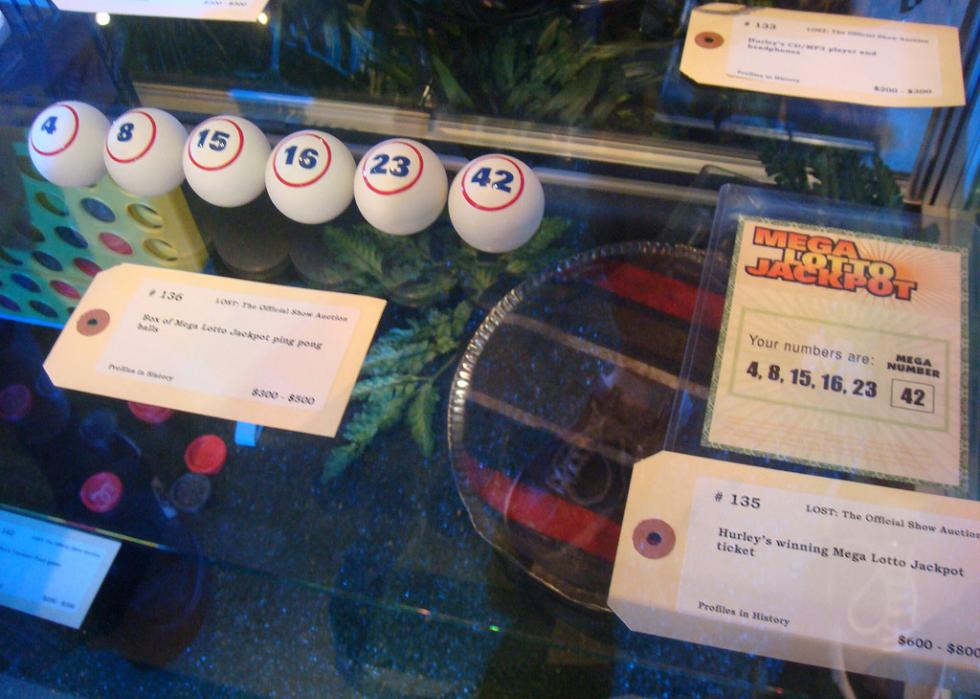 $200 - $300
# 133
LOST: The Official Show Auction
Hurley's CD/MP3 player and
headphones
Profiles in History
$200 - $300
4
8
15
16
23
42
MEGA
LOTTO
JACKPOT
Your numbers are:
4, 8, 15, 16, 23
MEGA
NUMBER
42
# 136
LOST: The Official Show Auction
Box of Mega Lotto Jackpot ping pong
balls
Profiles in History
$300 - $500
# 135
LOST: The Official Show Auction
Hurley's winning Mega Lotto Jackpot
ticket
Profiles in History
$600 - $800